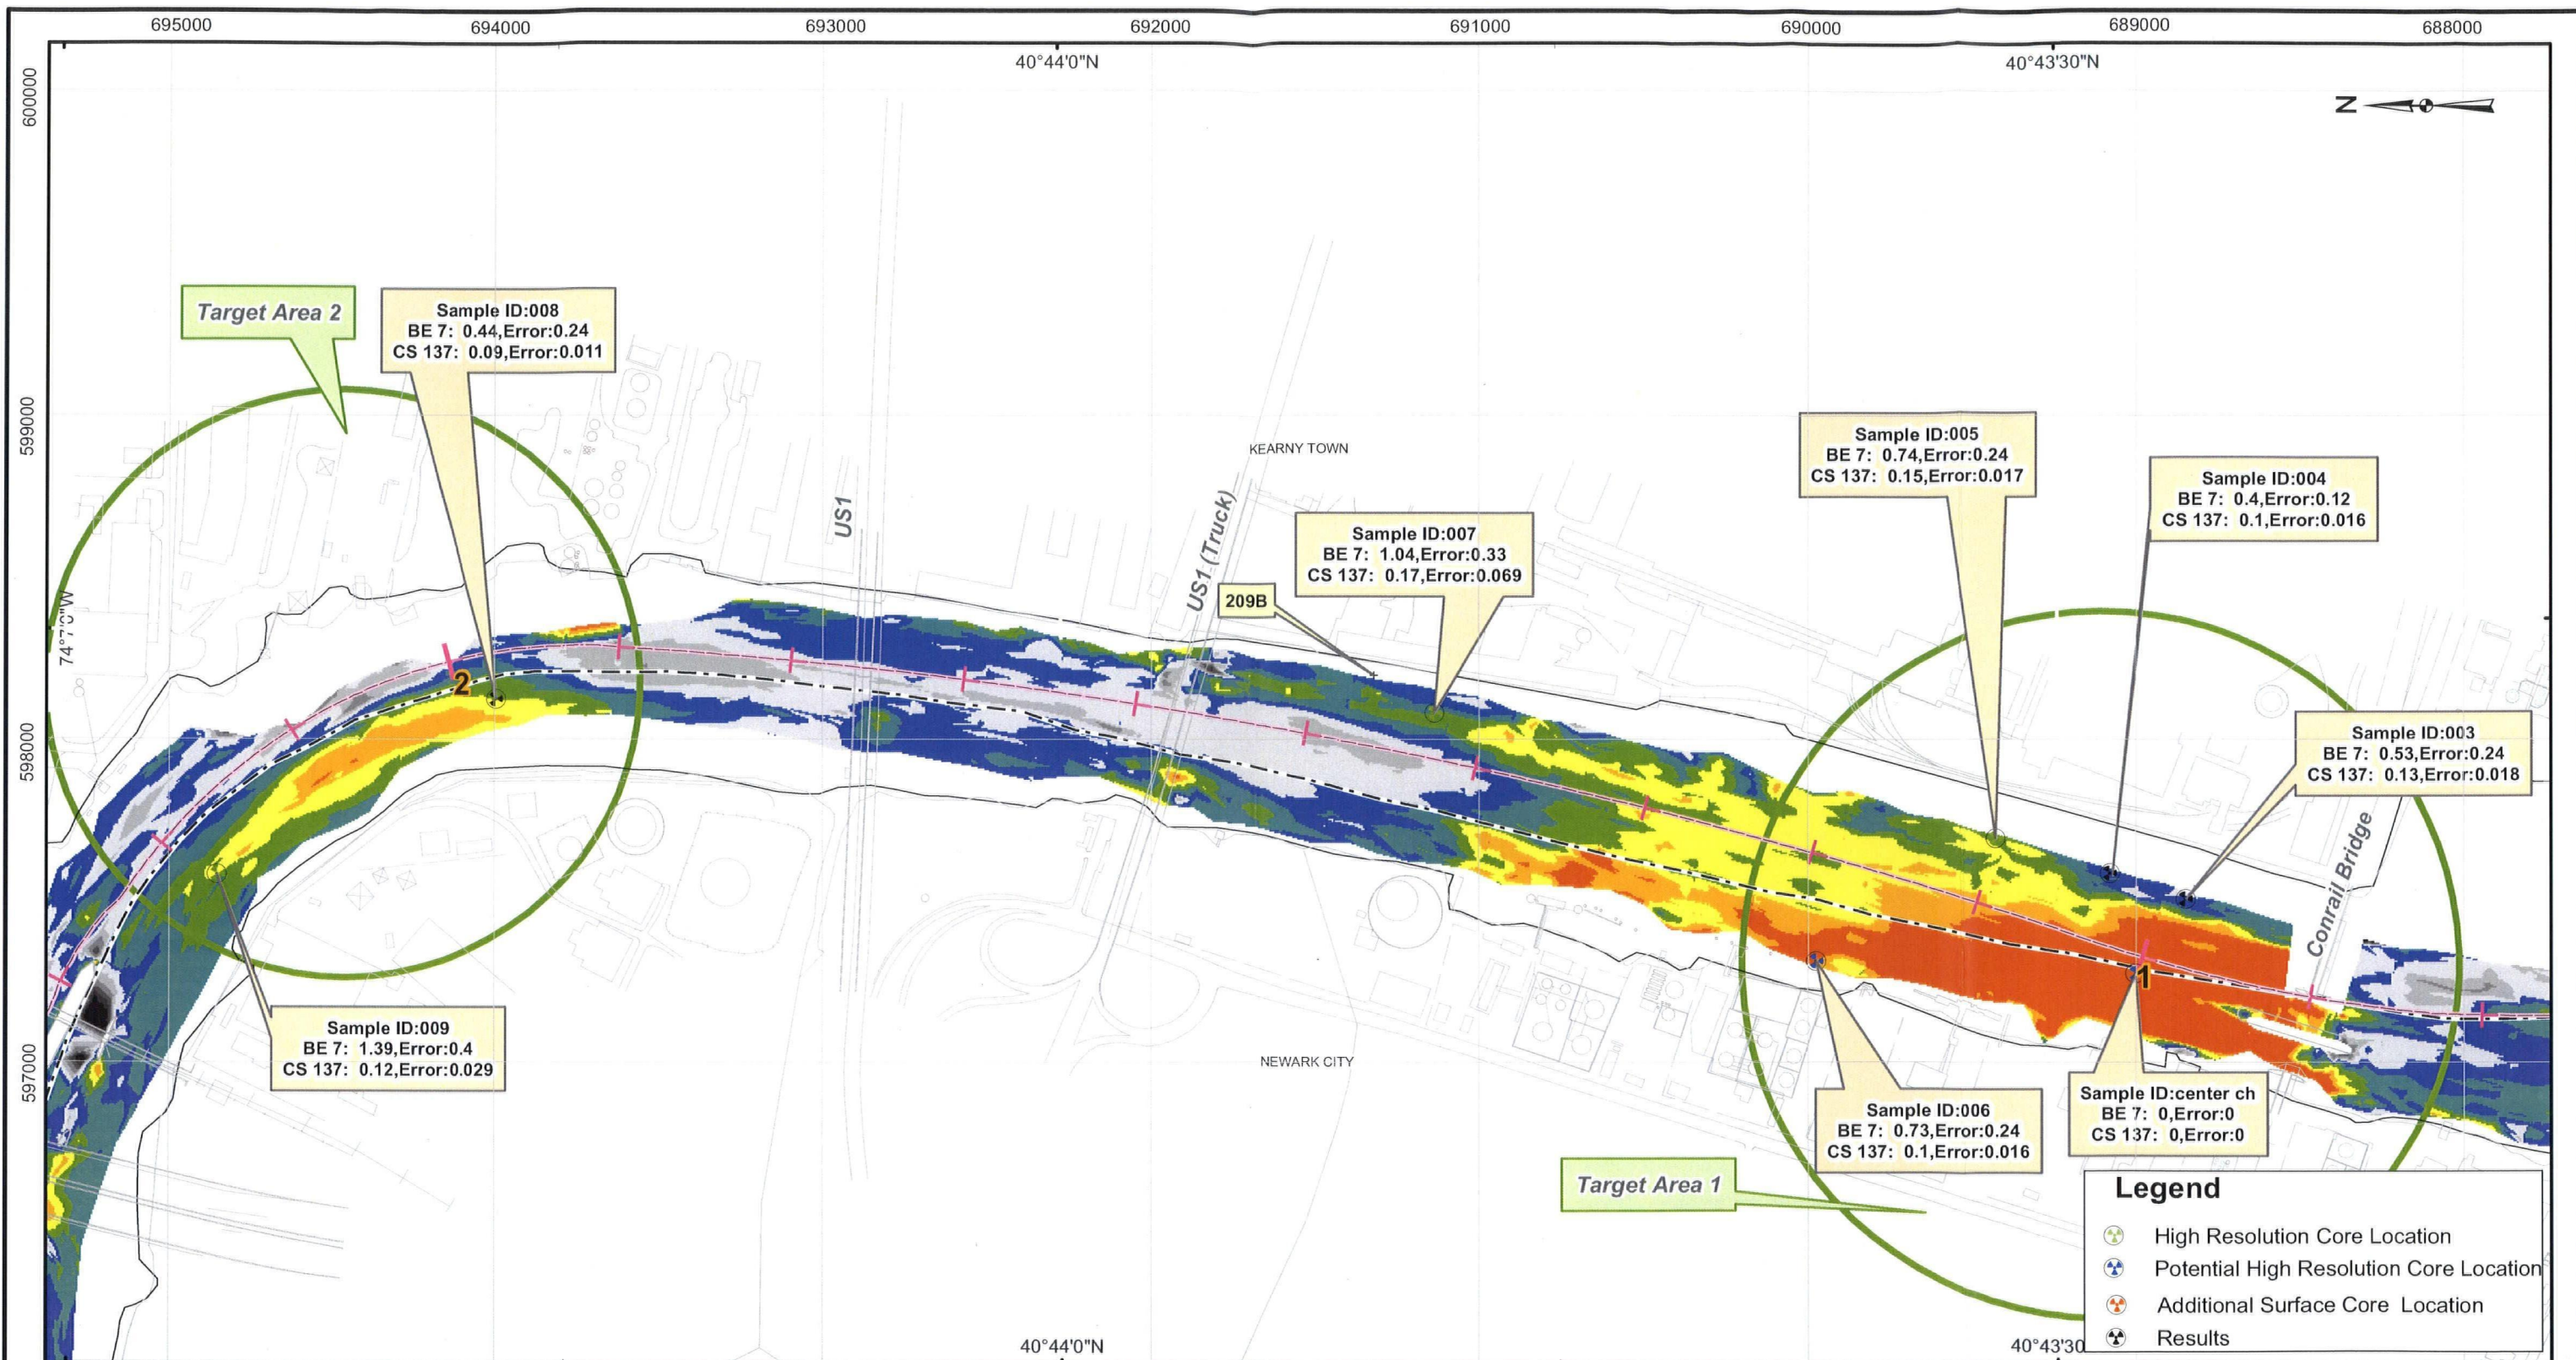 695000
694000
693000
692000
691000
690000
689000
688000
40°44'0"N
40°43'30"N
600000
N
599000
598000
597000
74°7'0"W
Target Area 2
Sample ID:008
BE 7: 0.44,Error:0.24
CS 137: 0.09,Error:0.011
KEARNY TOWN
US1
US1 (Truck)
209B
Sample ID:007
BE 7: 1.04,Error:0.33
CS 137: 0.17,Error:0.069
Sample ID:005
BE 7: 0.74,Error:0.24
CS 137: 0.15,Error:0.017
Sample ID:004
BE 7: 0.4,Error:0.12
CS 137: 0.1,Error:0.016
Sample ID:003
BE 7: 0.53,Error:0.24
CS 137: 0.13,Error:0.018
Conrail Bridge
2
1
Sample ID:009
BE 7: 1.39,Error:0.4
CS 137: 0.12,Error:0.029
NEWARK CITY
Sample ID:006
BE 7: 0.73,Error:0.24
CS 137: 0.1,Error:0.016
Sample ID:center ch
BE 7: 0,Error:0
CS 137: 0,Error:0
Target Area 1
Legend
High Resolution Core Location
Potential High Resolution Core Location
Additional Surface Core Location
Results
40°44'0"N
40°43'30